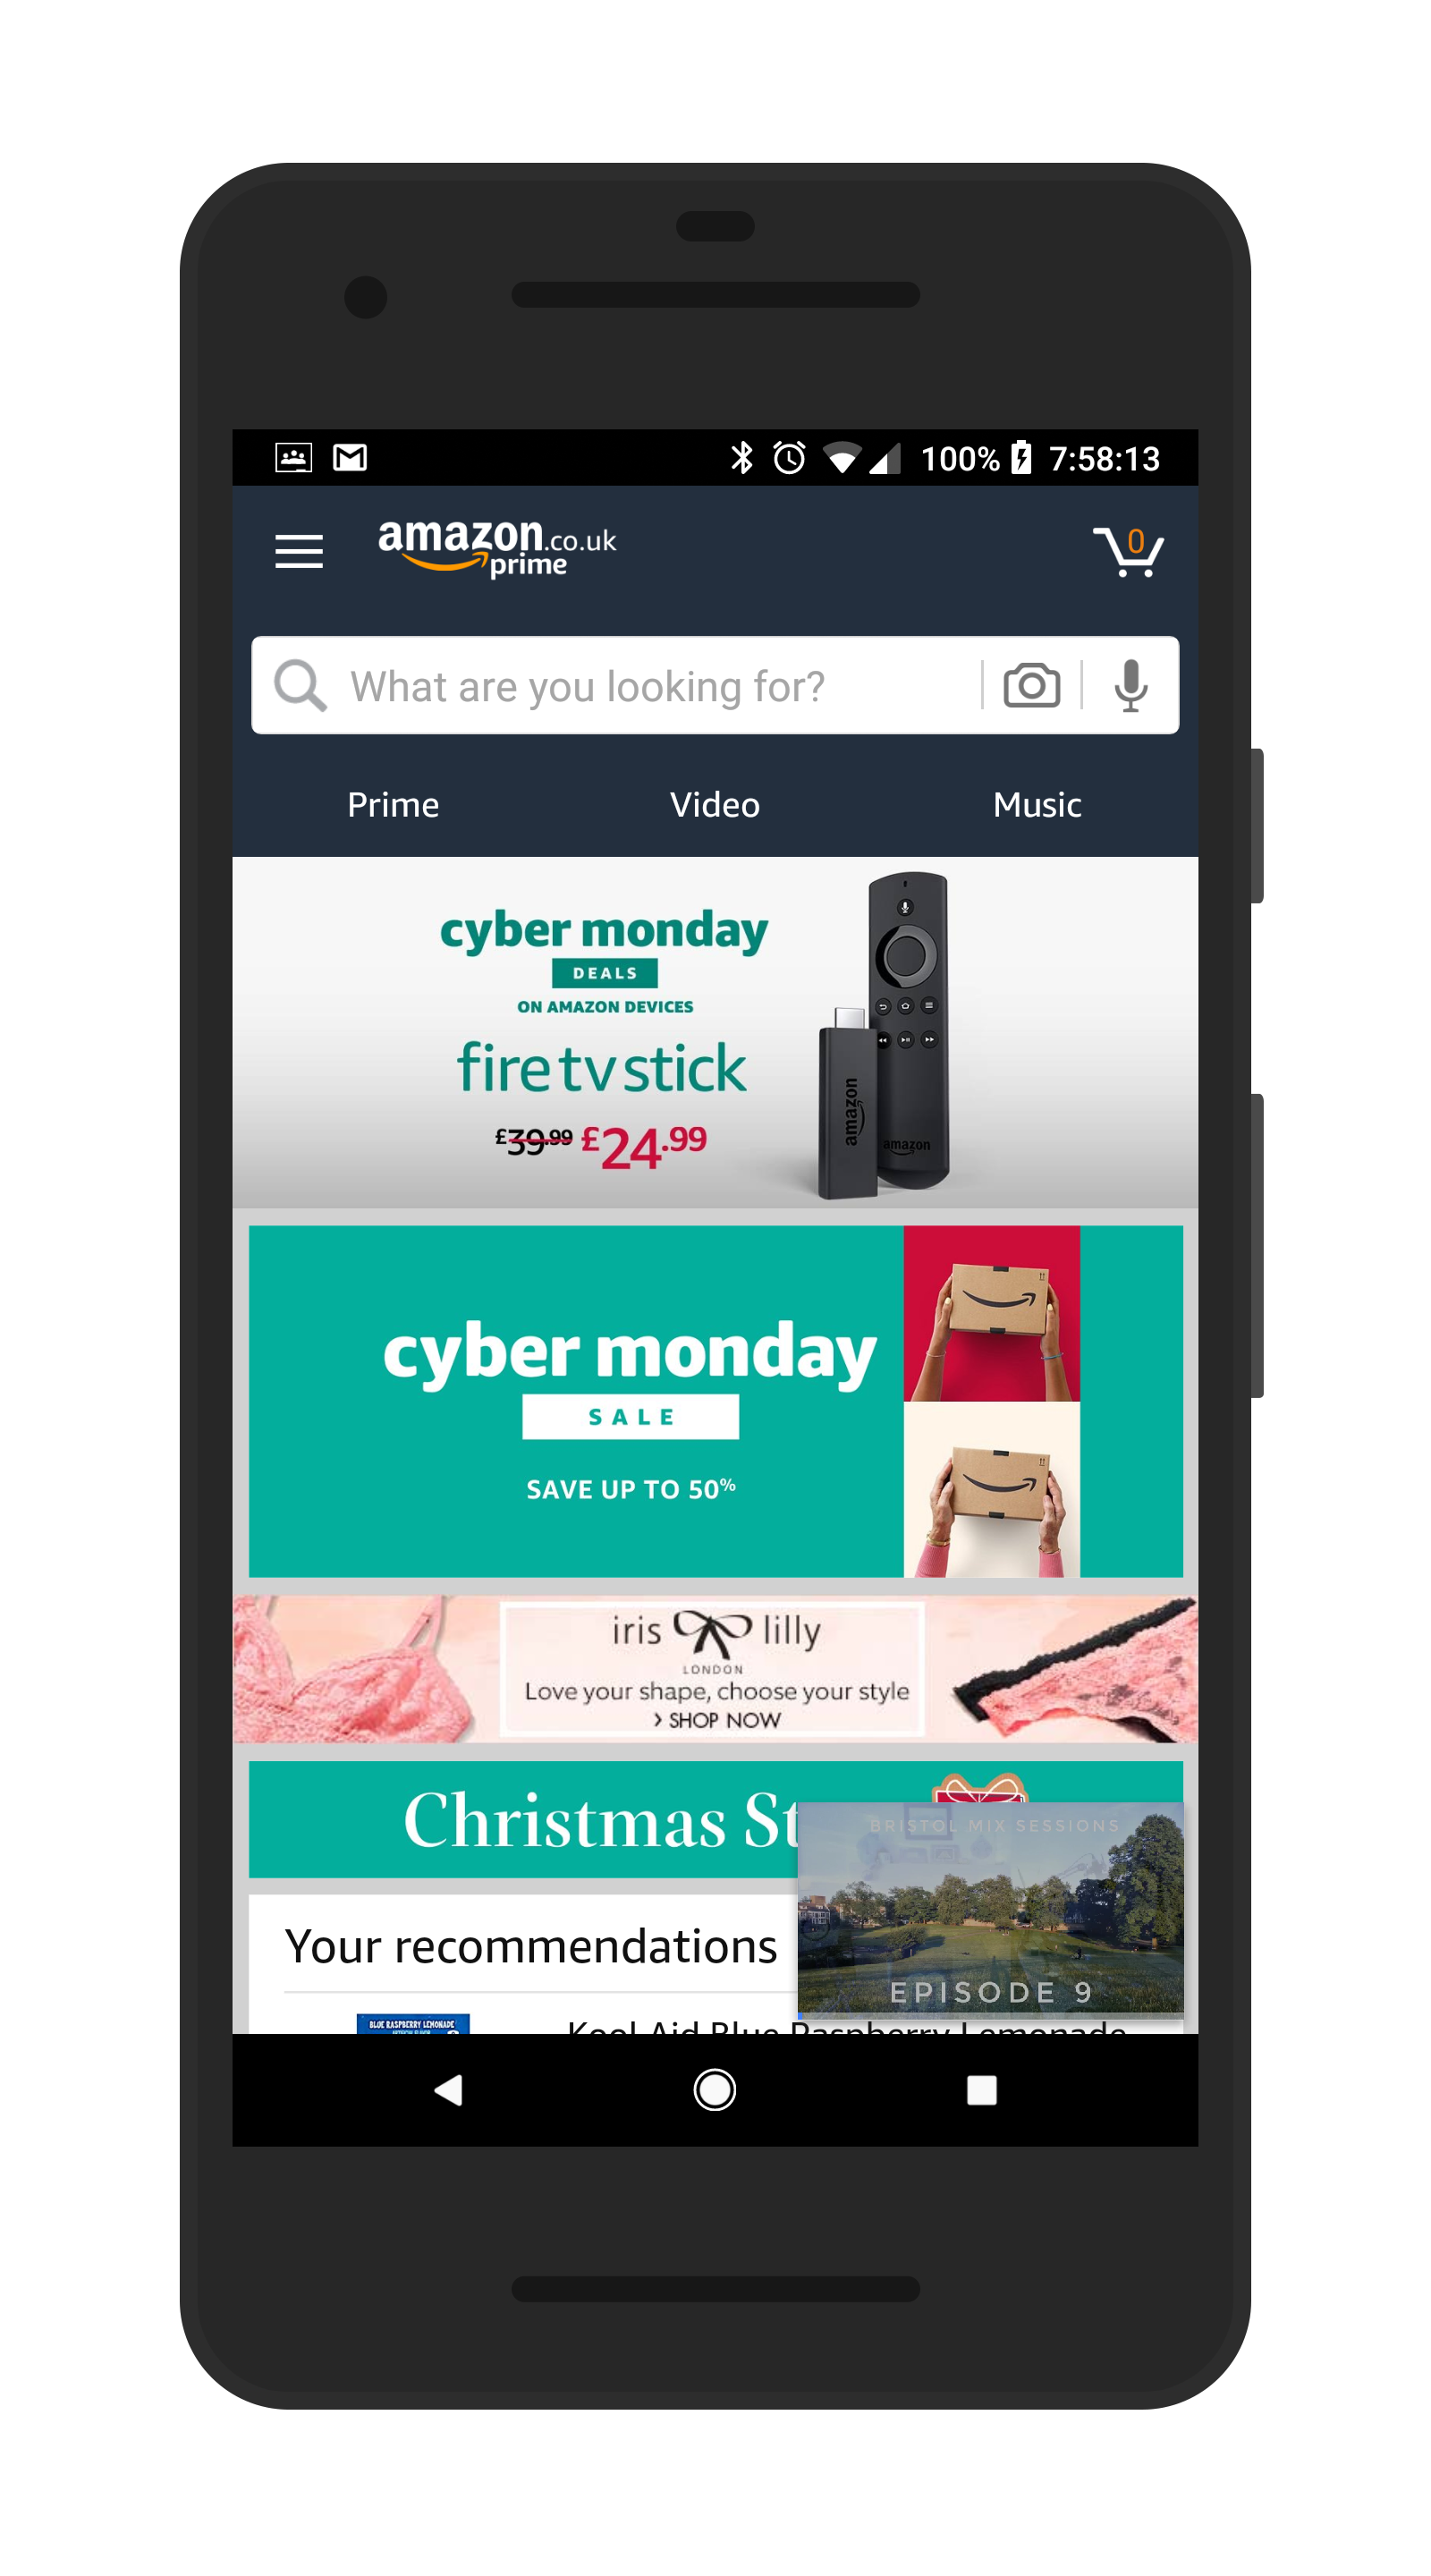 100% 7:58:13
amazon.co.uk
prime
0
What are you looking for?
Prime Video Music
cyber monday
DEALS
ON AMAZON DEVICES
fire tv stick
£39.99 £24.99
amazon
amazon
cyber monday
SALE
SAVE UP TO 50%
iris lilly
LONDON
Love your shape, choose your style
› SHOP NOW
Christmas St
BRISTOL MIX SESSIONS
Your recommendations
EPISODE 9
BLUE RASPBERRY LEMONADE
Kool Aid Blue Raspberry Lemonade